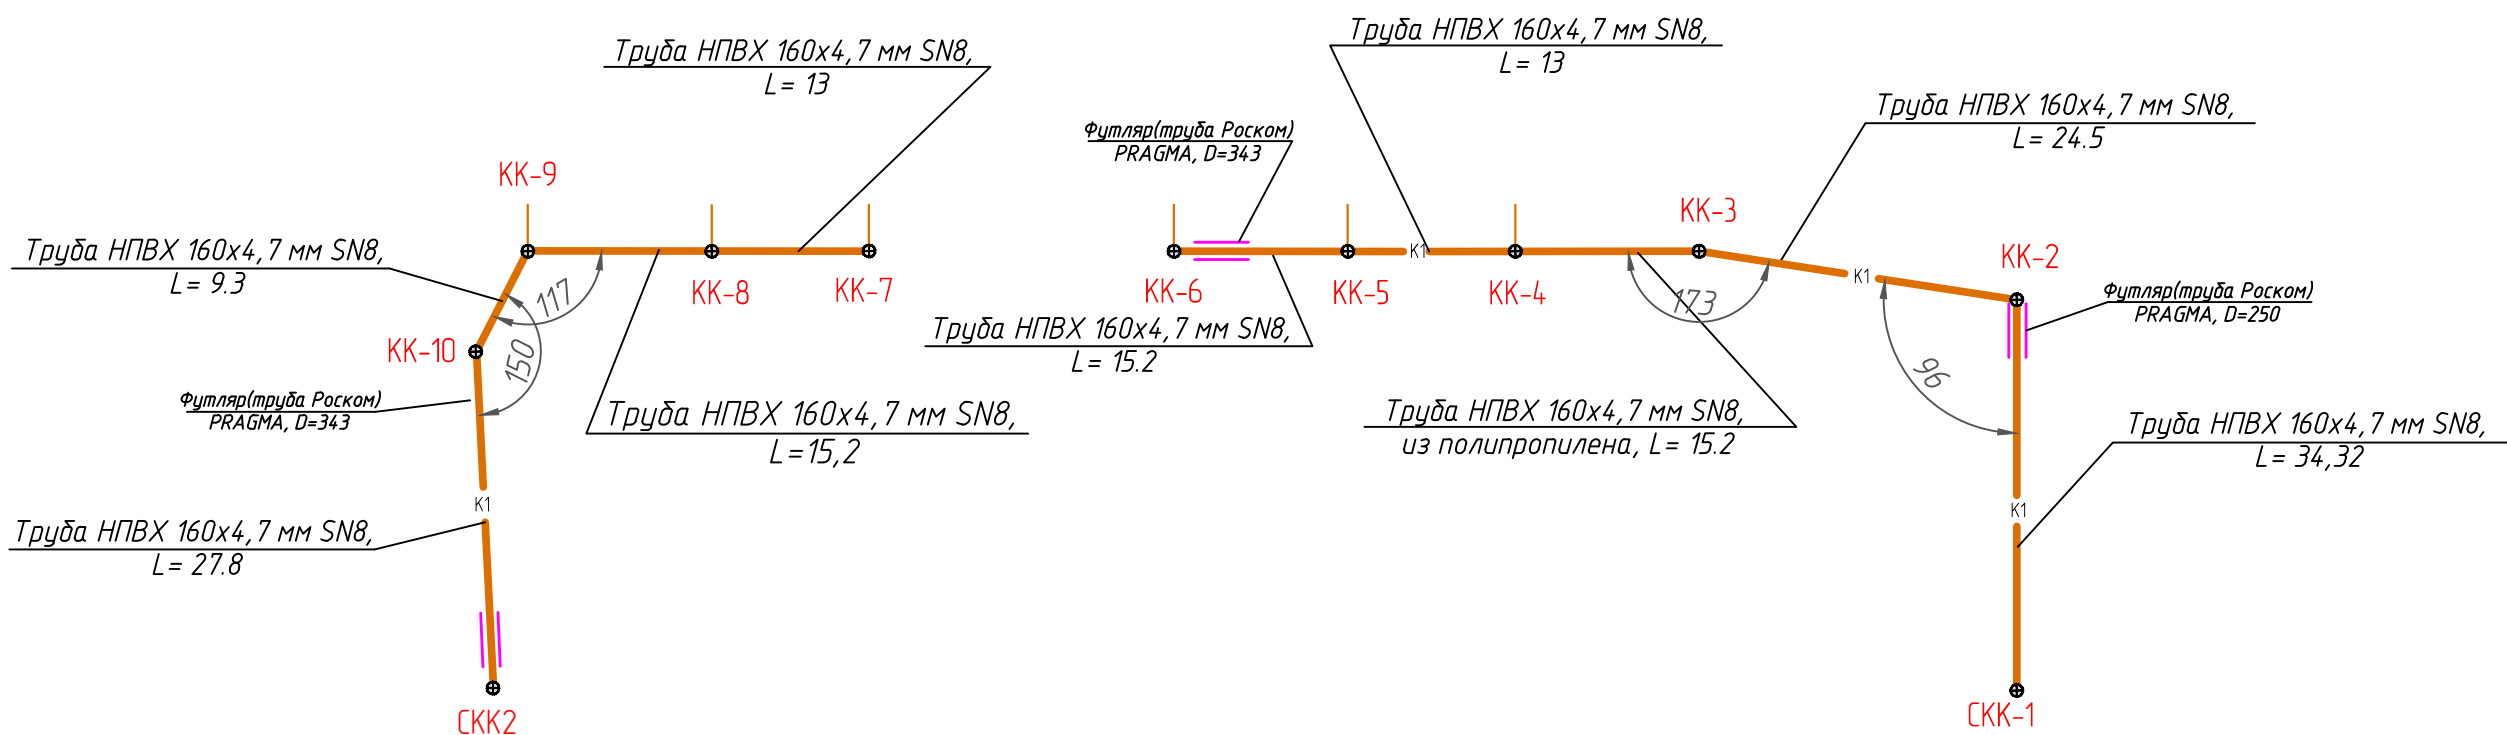 Труба НПВХ 160х4,7 мм SN8,
L= 13
Труба НПВХ 160х4,7 мм SN8,
L= 13
Труба НПВХ 160х4,7 мм SN8,
L= 24.5
Футляр(труба Роском)
PRAGMA, D=343
КК-9
КК-3
Труба НПВХ 160х4,7 мм SN8,
L= 9.3
К1
К1
КК-2
КК-8
КК-7
КК-6
КК-5
КК-4
117
173
Футляр(труба Роском)
PRAGMA, D=250
Труба НПВХ 160х4,7 мм SN8,
L= 15.2
КК-10
150
96
Футляр(труба Роском)
PRAGMA, D=343
Труба НПВХ 160х4,7 мм SN8,
L=15,2
Труба НПВХ 160х4,7 мм SN8,
из полипропилена, L= 15.2
Труба НПВХ 160х4,7 мм SN8,
L= 34,32
К1
К1
Труба НПВХ 160х4,7 мм SN8,
L= 27.8
СКК2
СКК-1